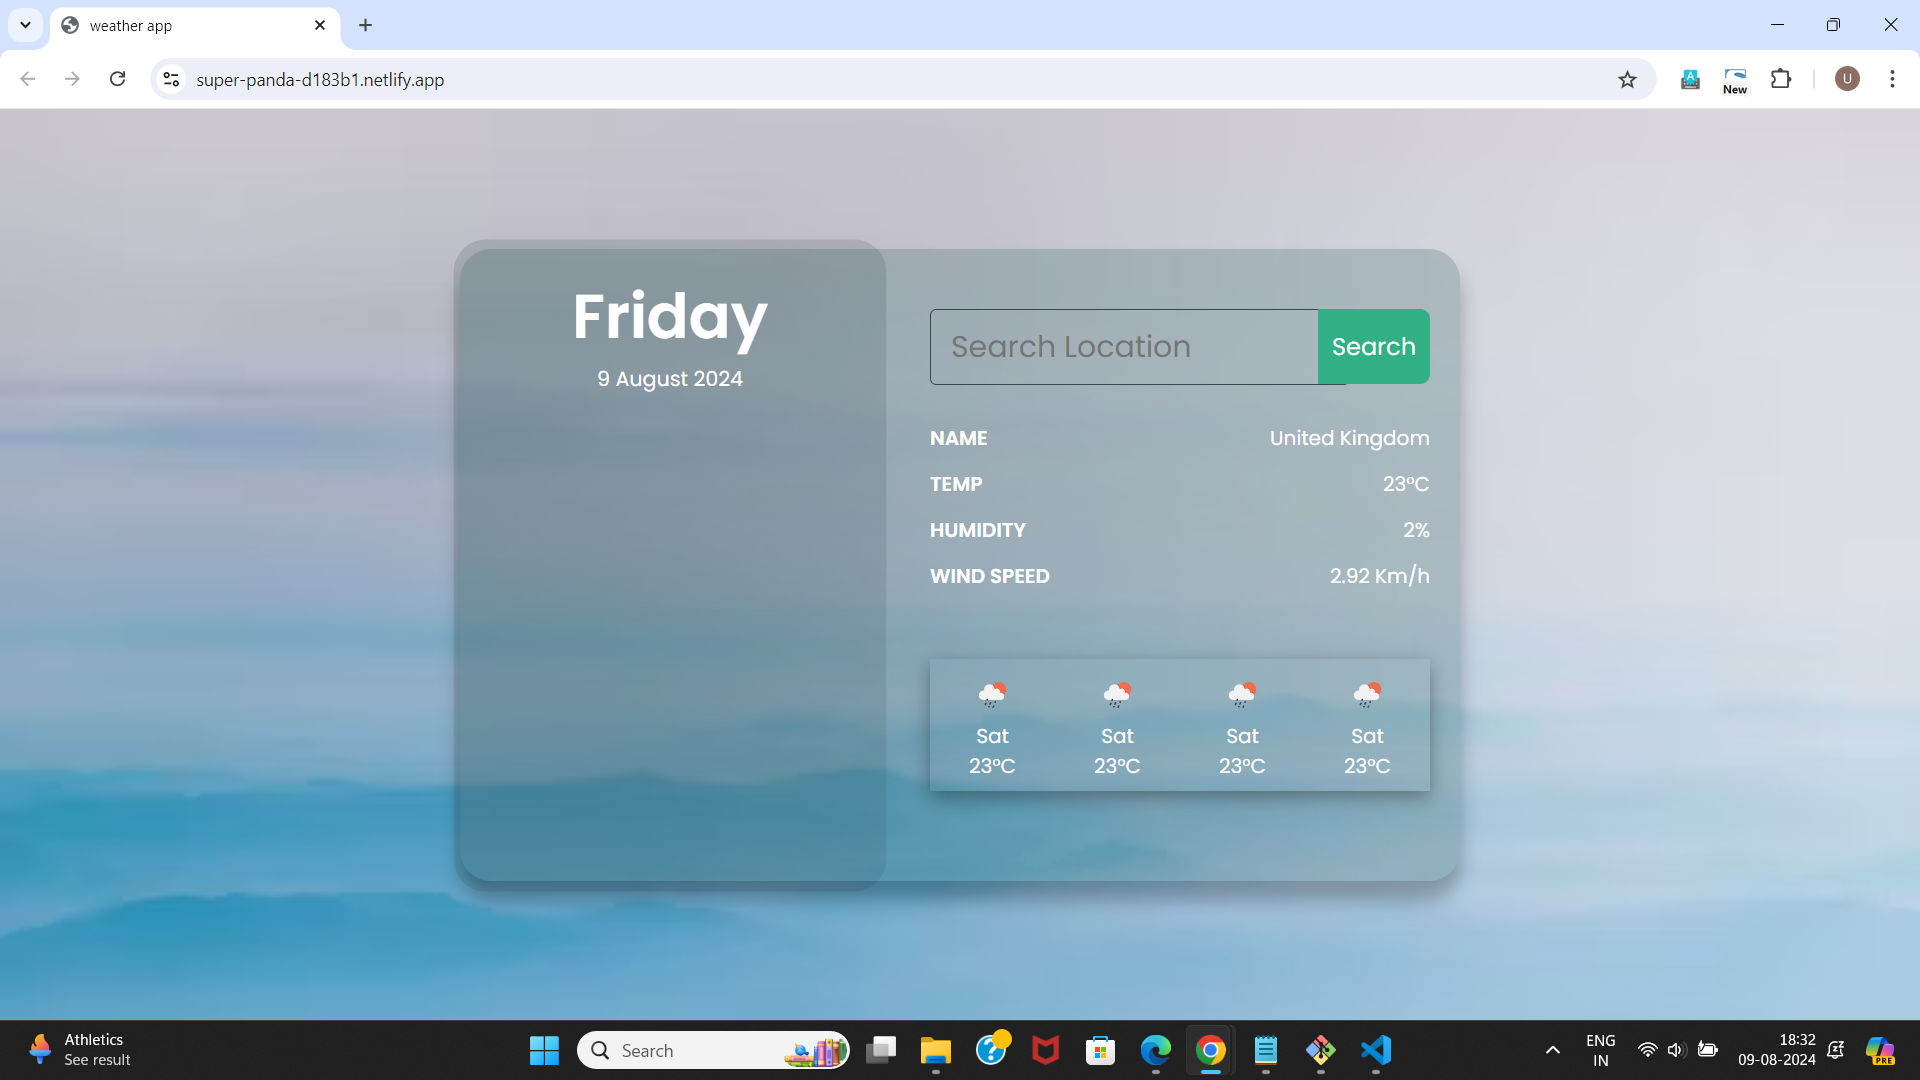 weather app
super-panda-d183b1.netlify.app
New
U
Friday
9 August 2024
Search Location
Search
NAME United Kingdom
TEMP 23°C
HUMIDITY 2%
WIND SPEED 2.92 Km/h
Sat Sat Sat Sat
23°C 23°C 23°C 23°C
Athletics
See result
Search
ENG
IN
18:32
09-08-2024
PRE